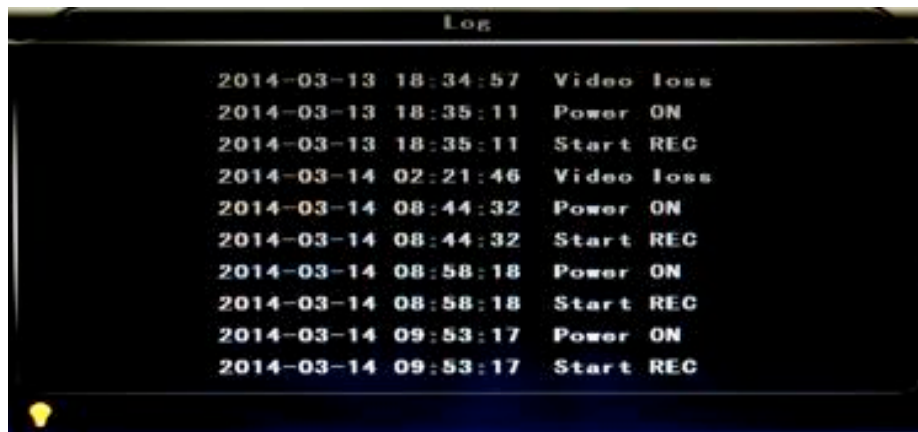 Log
2014-03-13 18:34:57 Video loss
2014-03-13 18:35:11 Power ON
2014-03-13 18:35:11 Start REC
2014-03-14 02:21:46 Video loss
2014-03-14 08:44:32 Power ON
2014-03-14 08:44:32 Start REC
2014-03-14 08:58:18 Power ON
2014-03-14 08:58:18 Start REC
2014-03-14 09:53:17 Power ON
2014-03-14 09:53:17 Start REC